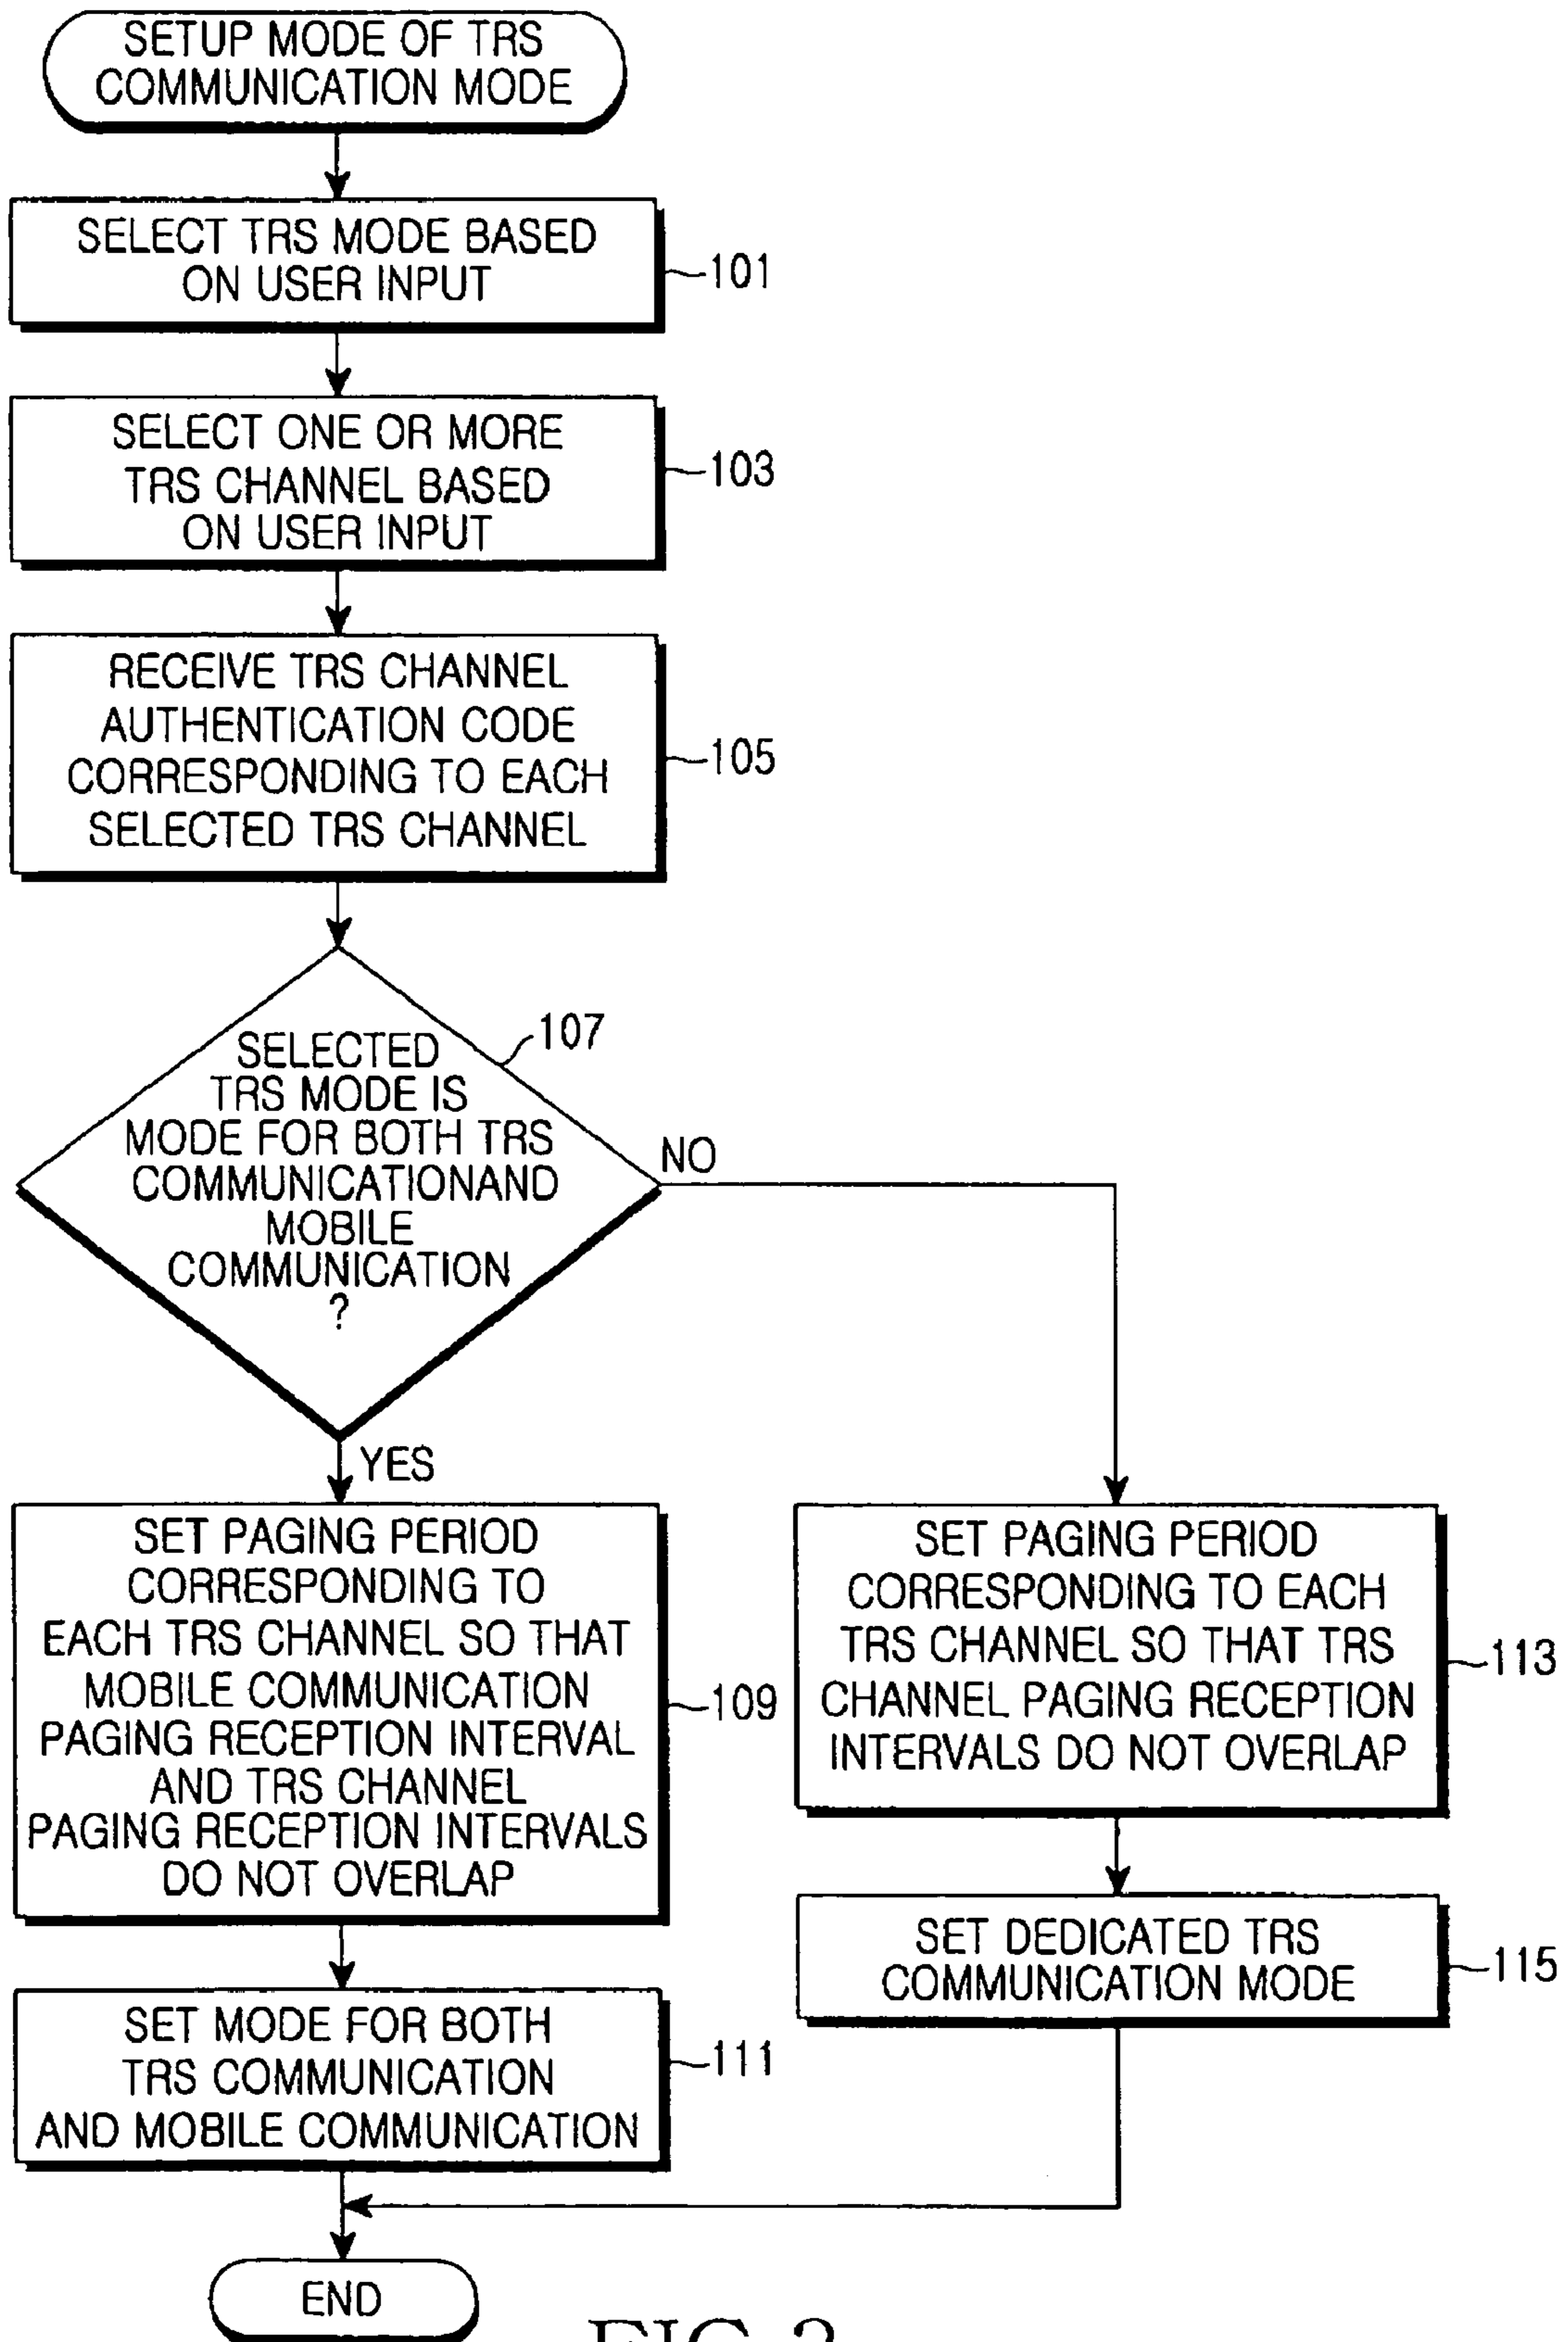 SETUP MODE OF TRS
COMMUNICATION MODE
SELECT TRS MODE BASED
ON USER INPUT
101
SELECT ONE OR MORE
TRS CHANNEL BASED
ON USER INPUT
103
RECEIVE TRS CHANNEL
AUTHENTICATION CODE
CORRESPONDING TO EACH
SELECTED TRS CHANNEL
105
107
SELECTED
TRS MODE IS
MODE FOR BOTH TRS
COMMUNICATIONAND
MOBILE
COMMUNICATION
?
NO
YES
SET PAGING PERIOD
CORRESPONDING TO
EACH TRS CHANNEL SO THAT
MOBILE COMMUNICATION
PAGING RECEPTION INTERVAL
AND TRS CHANNEL
PAGING RECEPTION INTERVALS
DO NOT OVERLAP
109
SET PAGING PERIOD
CORRESPONDING TO EACH
TRS CHANNEL SO THAT TRS
CHANNEL PAGING RECEPTION
INTERVALS DO NOT OVERLAP
113
SET MODE FOR BOTH
TRS COMMUNICATION
AND MOBILE COMMUNICATION
111
SET DEDICATED TRS
COMMUNICATION MODE
115
END